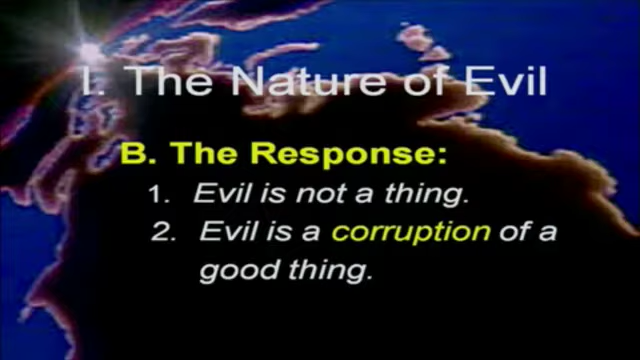 I. The Nature of Evil
B. The Response:
1. Evil is not a thing.
2. Evil is a corruption of a
good thing.